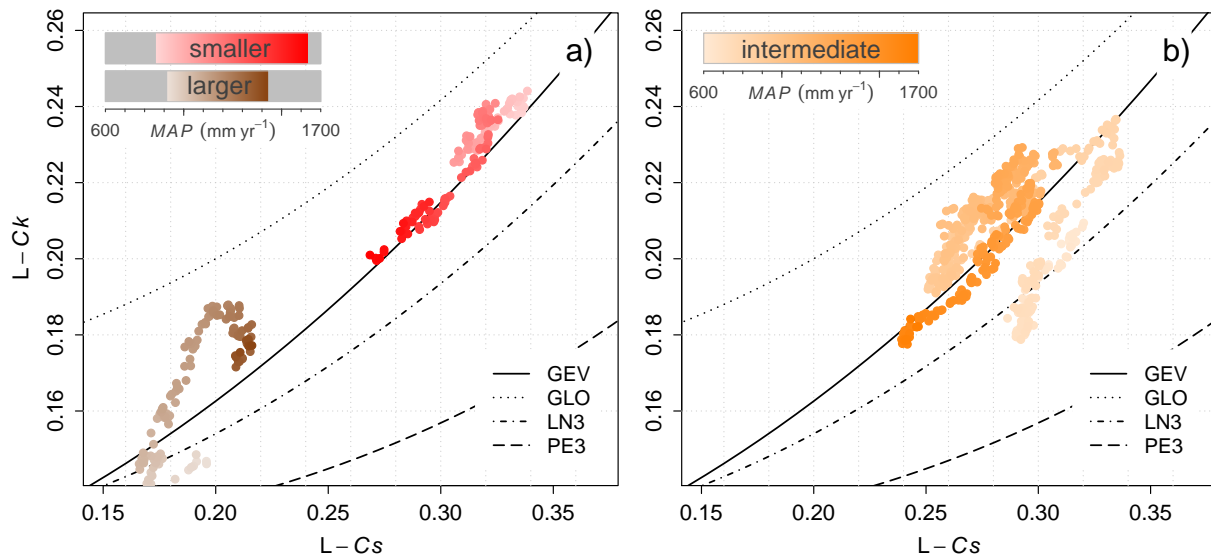 a)
smaller
larger
600 MAP (mm yr−1) 1700
0.26
0.24
0.22
0.20
0.18
0.16
L−Ck
GEV
GLO
LN3
PE3
0.15 0.20 0.25 0.30 0.35
L−Cs
b)
intermediate
600 MAP (mm yr−1) 1700
0.26
0.24
0.22
0.20
0.18
0.16
GEV
GLO
LN3
PE3
0.15 0.20 0.25 0.30 0.35
L−Cs